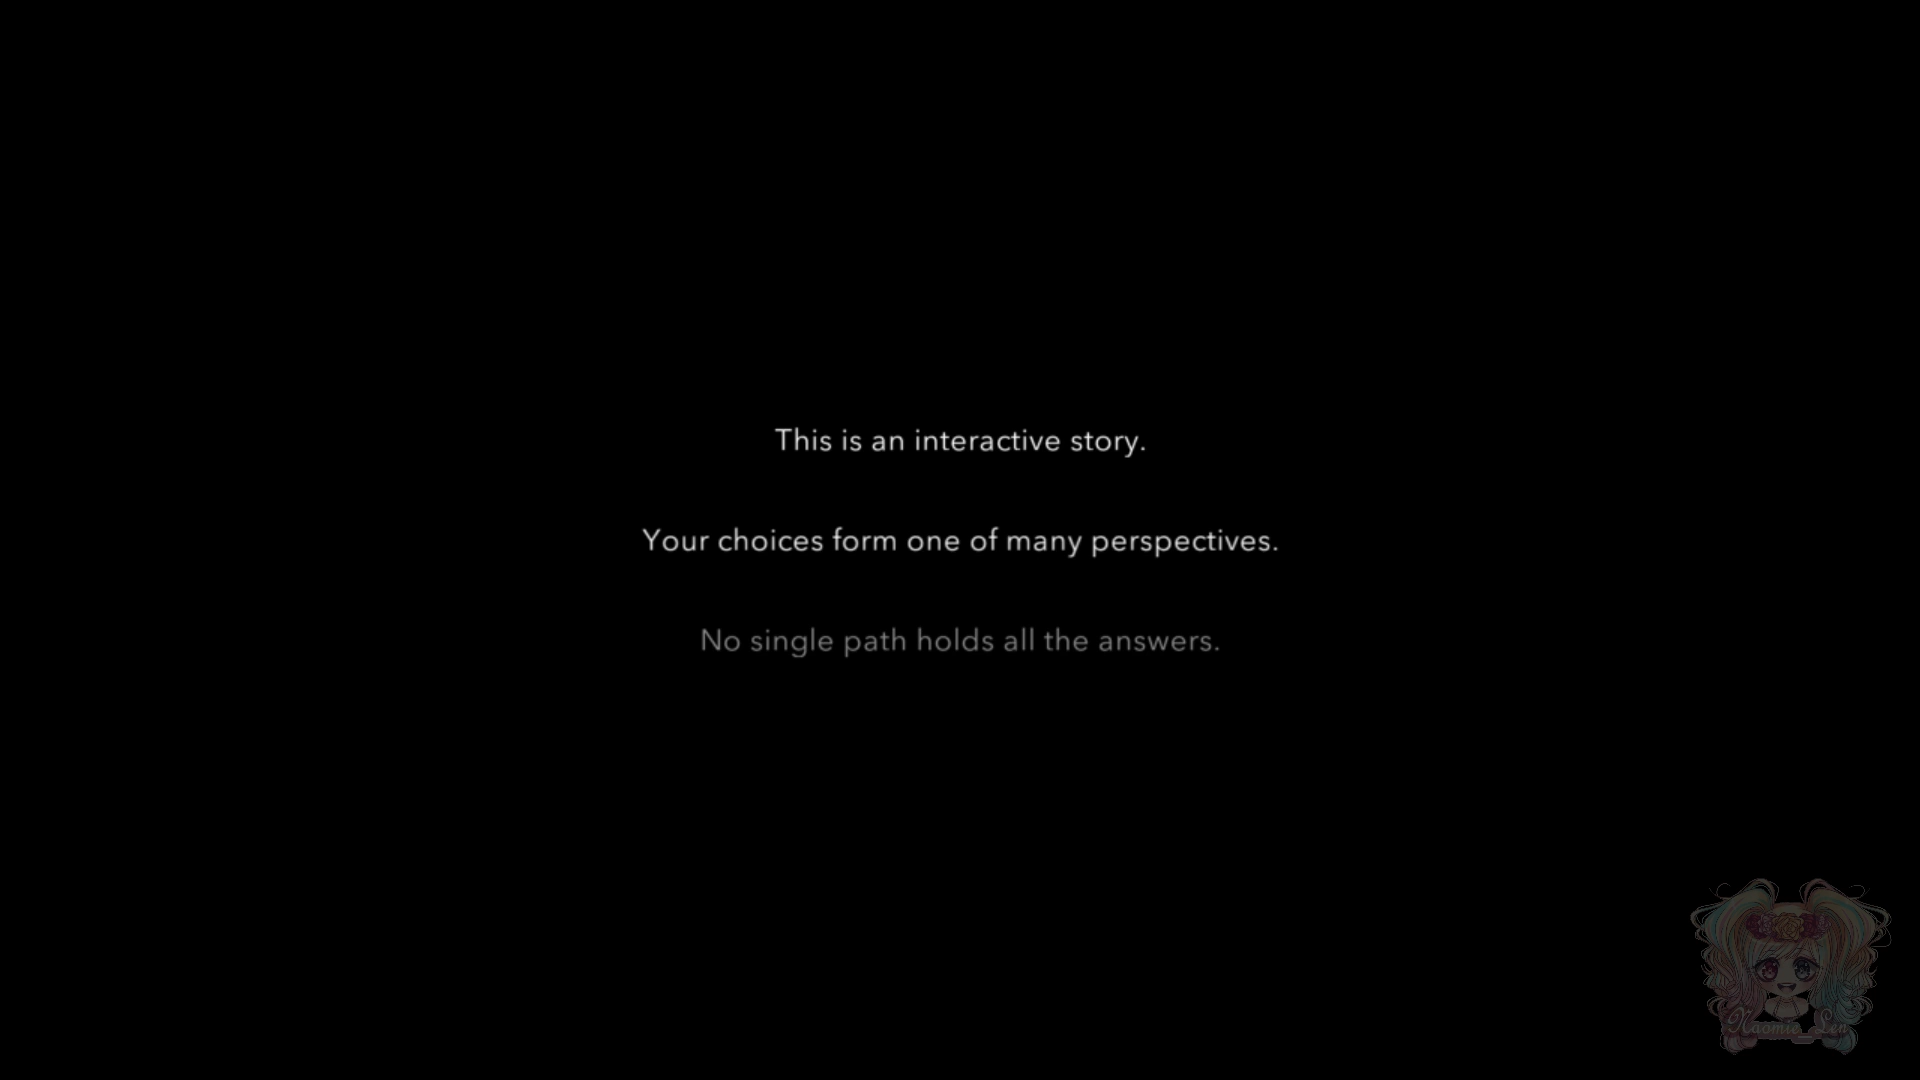 This is an interactive story.
Your choices form one of many perspectives.
No single path holds all the answers.
Naomie_Len